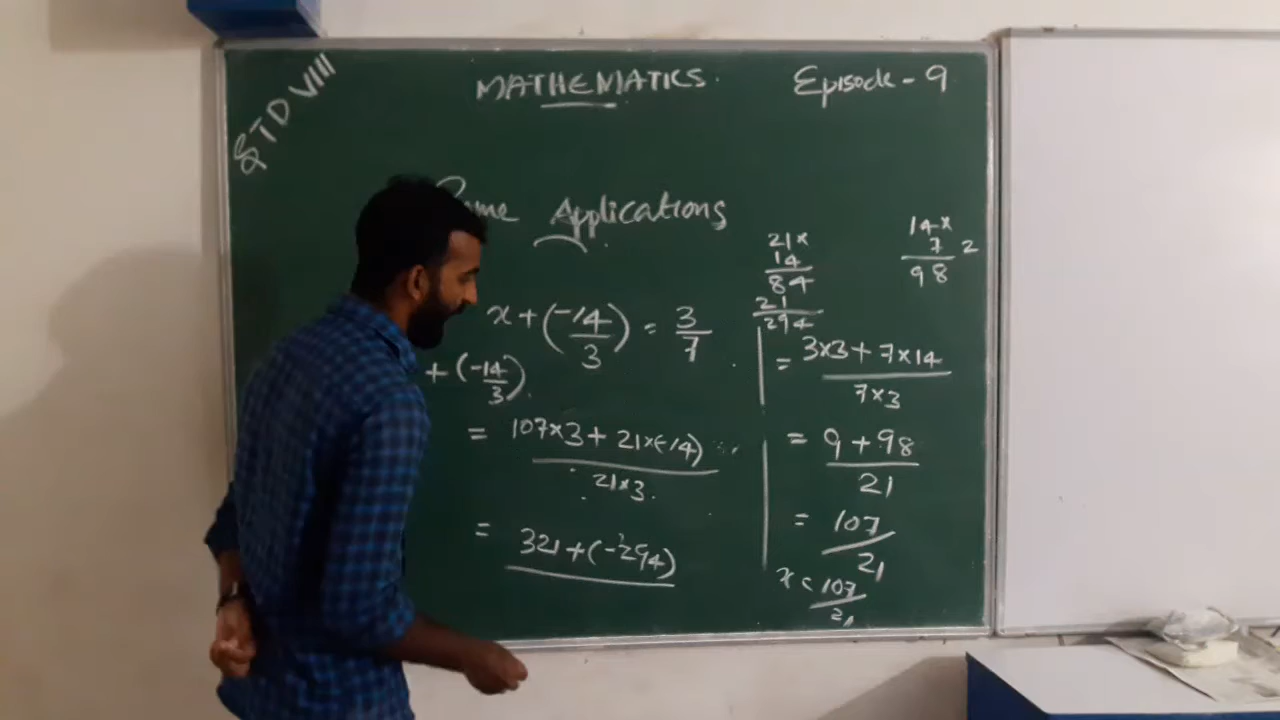 STD VIII
MATHEMATICS. Episode - 9
Some Applications
21×
14
84
21
294
14×
7 2
98
x + (-14/3) = 3/7
+ (-14/3).
= 107×3 + 21×(-14) / 21×3
= 321 + (-294)
= 3×3 + 7×14 / 7×3
= 9 + 98 / 21
= 107/21
x = 107/21